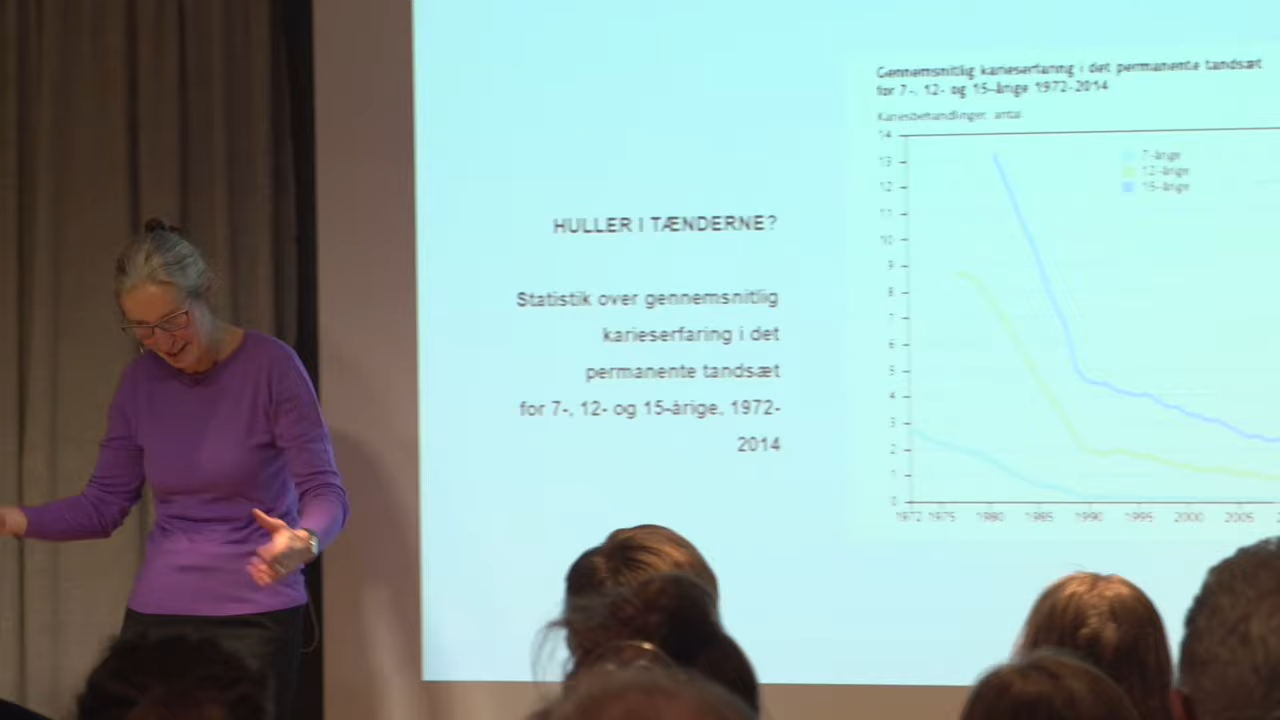 HULLER I TÆNDERNE?
Statistik over gennemsnitlig
karieserfaring i det
permanente tandsæt
for 7-, 12- og 15-årige, 1972-
2014
Gennemsnitlig karieserfaring i det permanente tandsæt
for 7-, 12- og 15-årige 1972-2014
Kariesbehandlinger, antal
14
13
12
11
10
9
8
7
6
5
4
3
2
1
0
7-årige
12-årige
15-årige
1972 1975 1980 1985 1990 1995 2000 2005